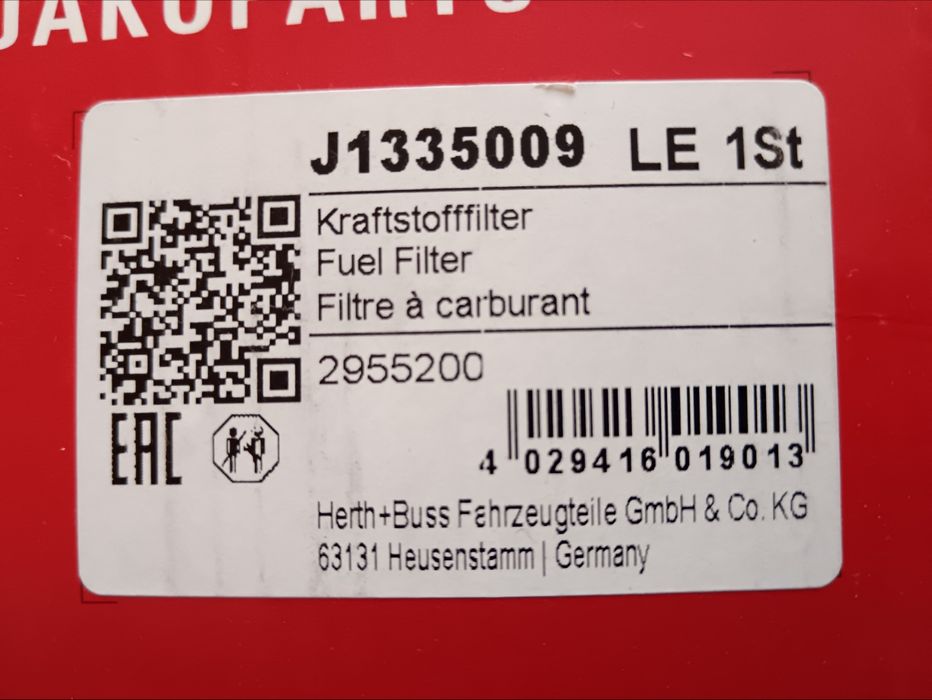 JAKOPARTS
J1335009 LE 1St
Kraftstofffilter
Fuel Filter
Filtre à carburant
2955200
EAC
4 029416 019013
Herth+Buss Fahrzeugteile GmbH & Co. KG
63131 Heusenstamm | Germany